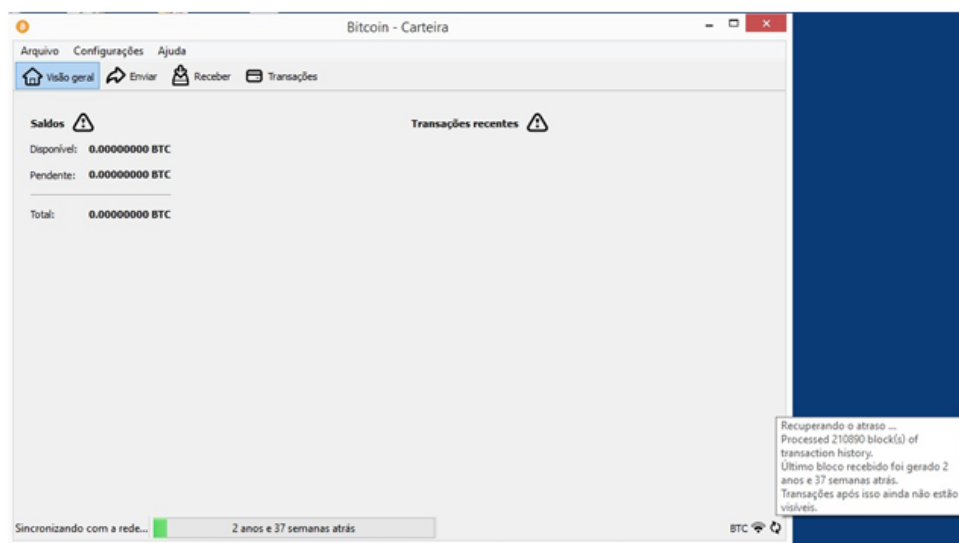 Bitcoin - Carteira
Arquivo Configurações Ajuda
Visão geral Enviar Receber Transações
Saldos Transações recentes
Disponível: 0.00000000 BTC
Pendente: 0.00000000 BTC
Total: 0.00000000 BTC
Recuperando o atraso ...
Processed 210890 block(s) of
transaction history.
Último bloco recebido foi gerado 2
anos e 37 semanas atrás.
Transações após isso ainda não estão
visíveis.
Sincronizando com a rede... 2 anos e 37 semanas atrás BTC